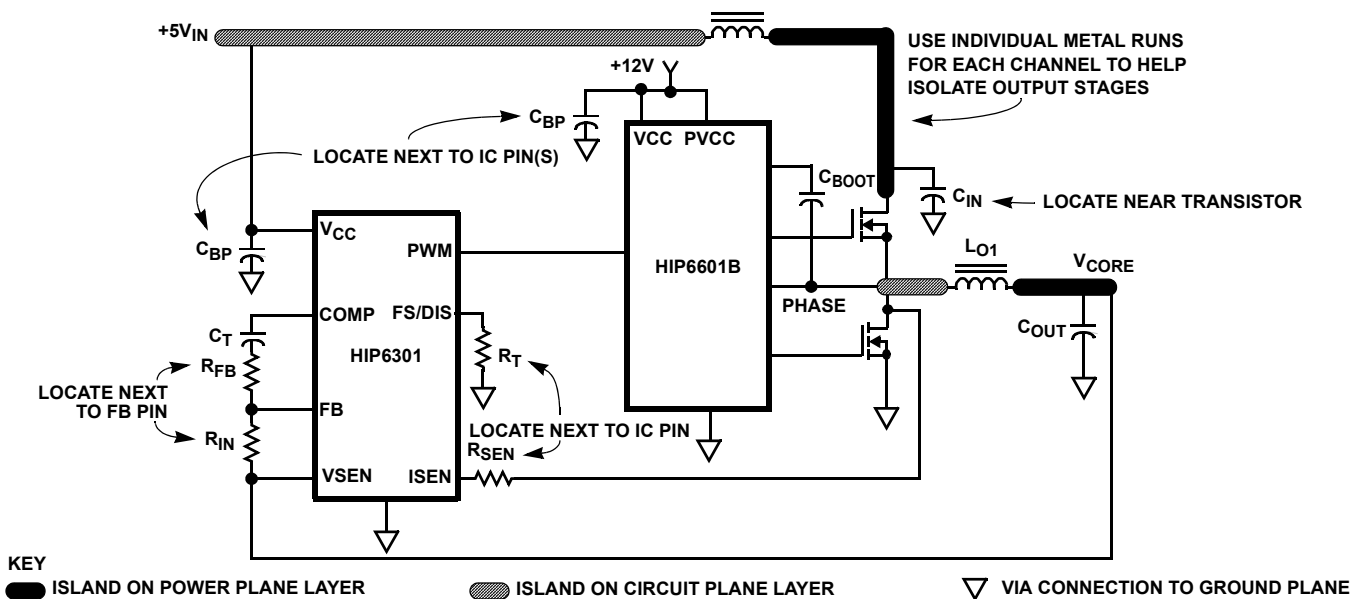 +5VIN
USE INDIVIDUAL METAL RUNS
FOR EACH CHANNEL TO HELP
ISOLATE OUTPUT STAGES
+12V
CBP
VCC PVCC
LOCATE NEXT TO IC PIN(S)
CBOOT
CIN
LOCATE NEAR TRANSISTOR
VCC
CBP
PWM
HIP6601B
LO1
VCORE
PHASE
COMP
FS/DIS
CT
HIP6301
RT
COUT
RFB
LOCATE NEXT
TO FB PIN
FB
RIN
LOCATE NEXT TO IC PIN
RSEN
VSEN
ISEN
KEY
ISLAND ON POWER PLANE LAYER
ISLAND ON CIRCUIT PLANE LAYER
VIA CONNECTION TO GROUND PLANE